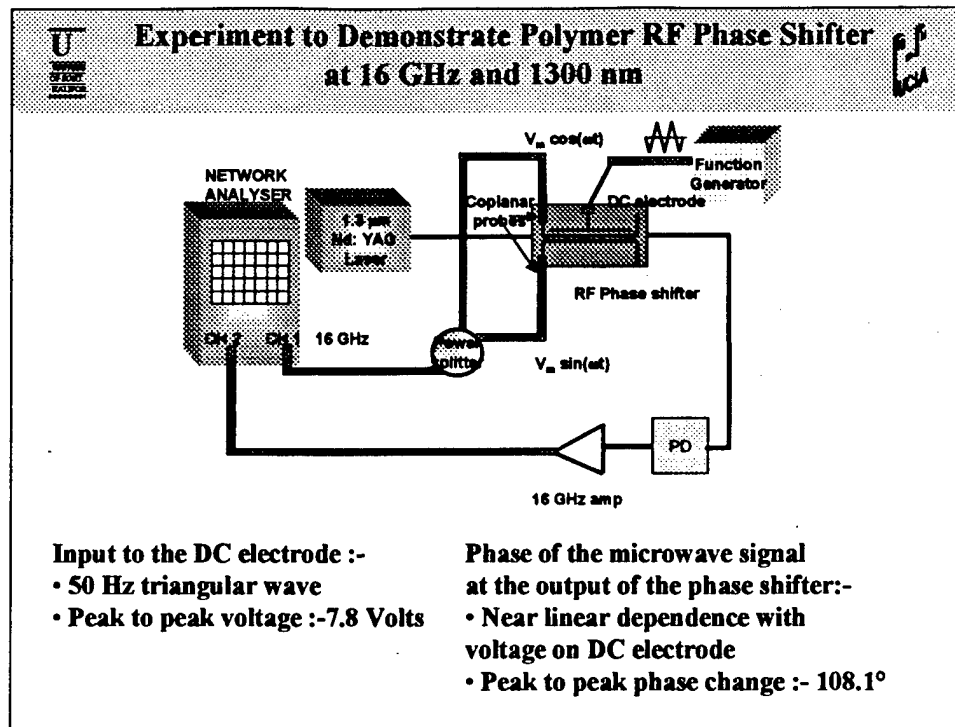 U
Experiment to Demonstrate Polymer RF Phase Shifter
at 16 GHz and 1300 nm
UCLA
Vm cos(ωt)
Function
Generator
NETWORK
ANALYSER
1.3 μm
Nd: YAG
Laser
Coplanar
probes
DC electrode
RF Phase shifter
CH 2
CH 1
16 GHz
Power
splitter
Vm sin(ωt)
PD
16 GHz amp
Input to the DC electrode :-
• 50 Hz triangular wave
• Peak to peak voltage :-7.8 Volts
Phase of the microwave signal
at the output of the phase shifter:-
• Near linear dependence with
voltage on DC electrode
• Peak to peak phase change :- 108.1°